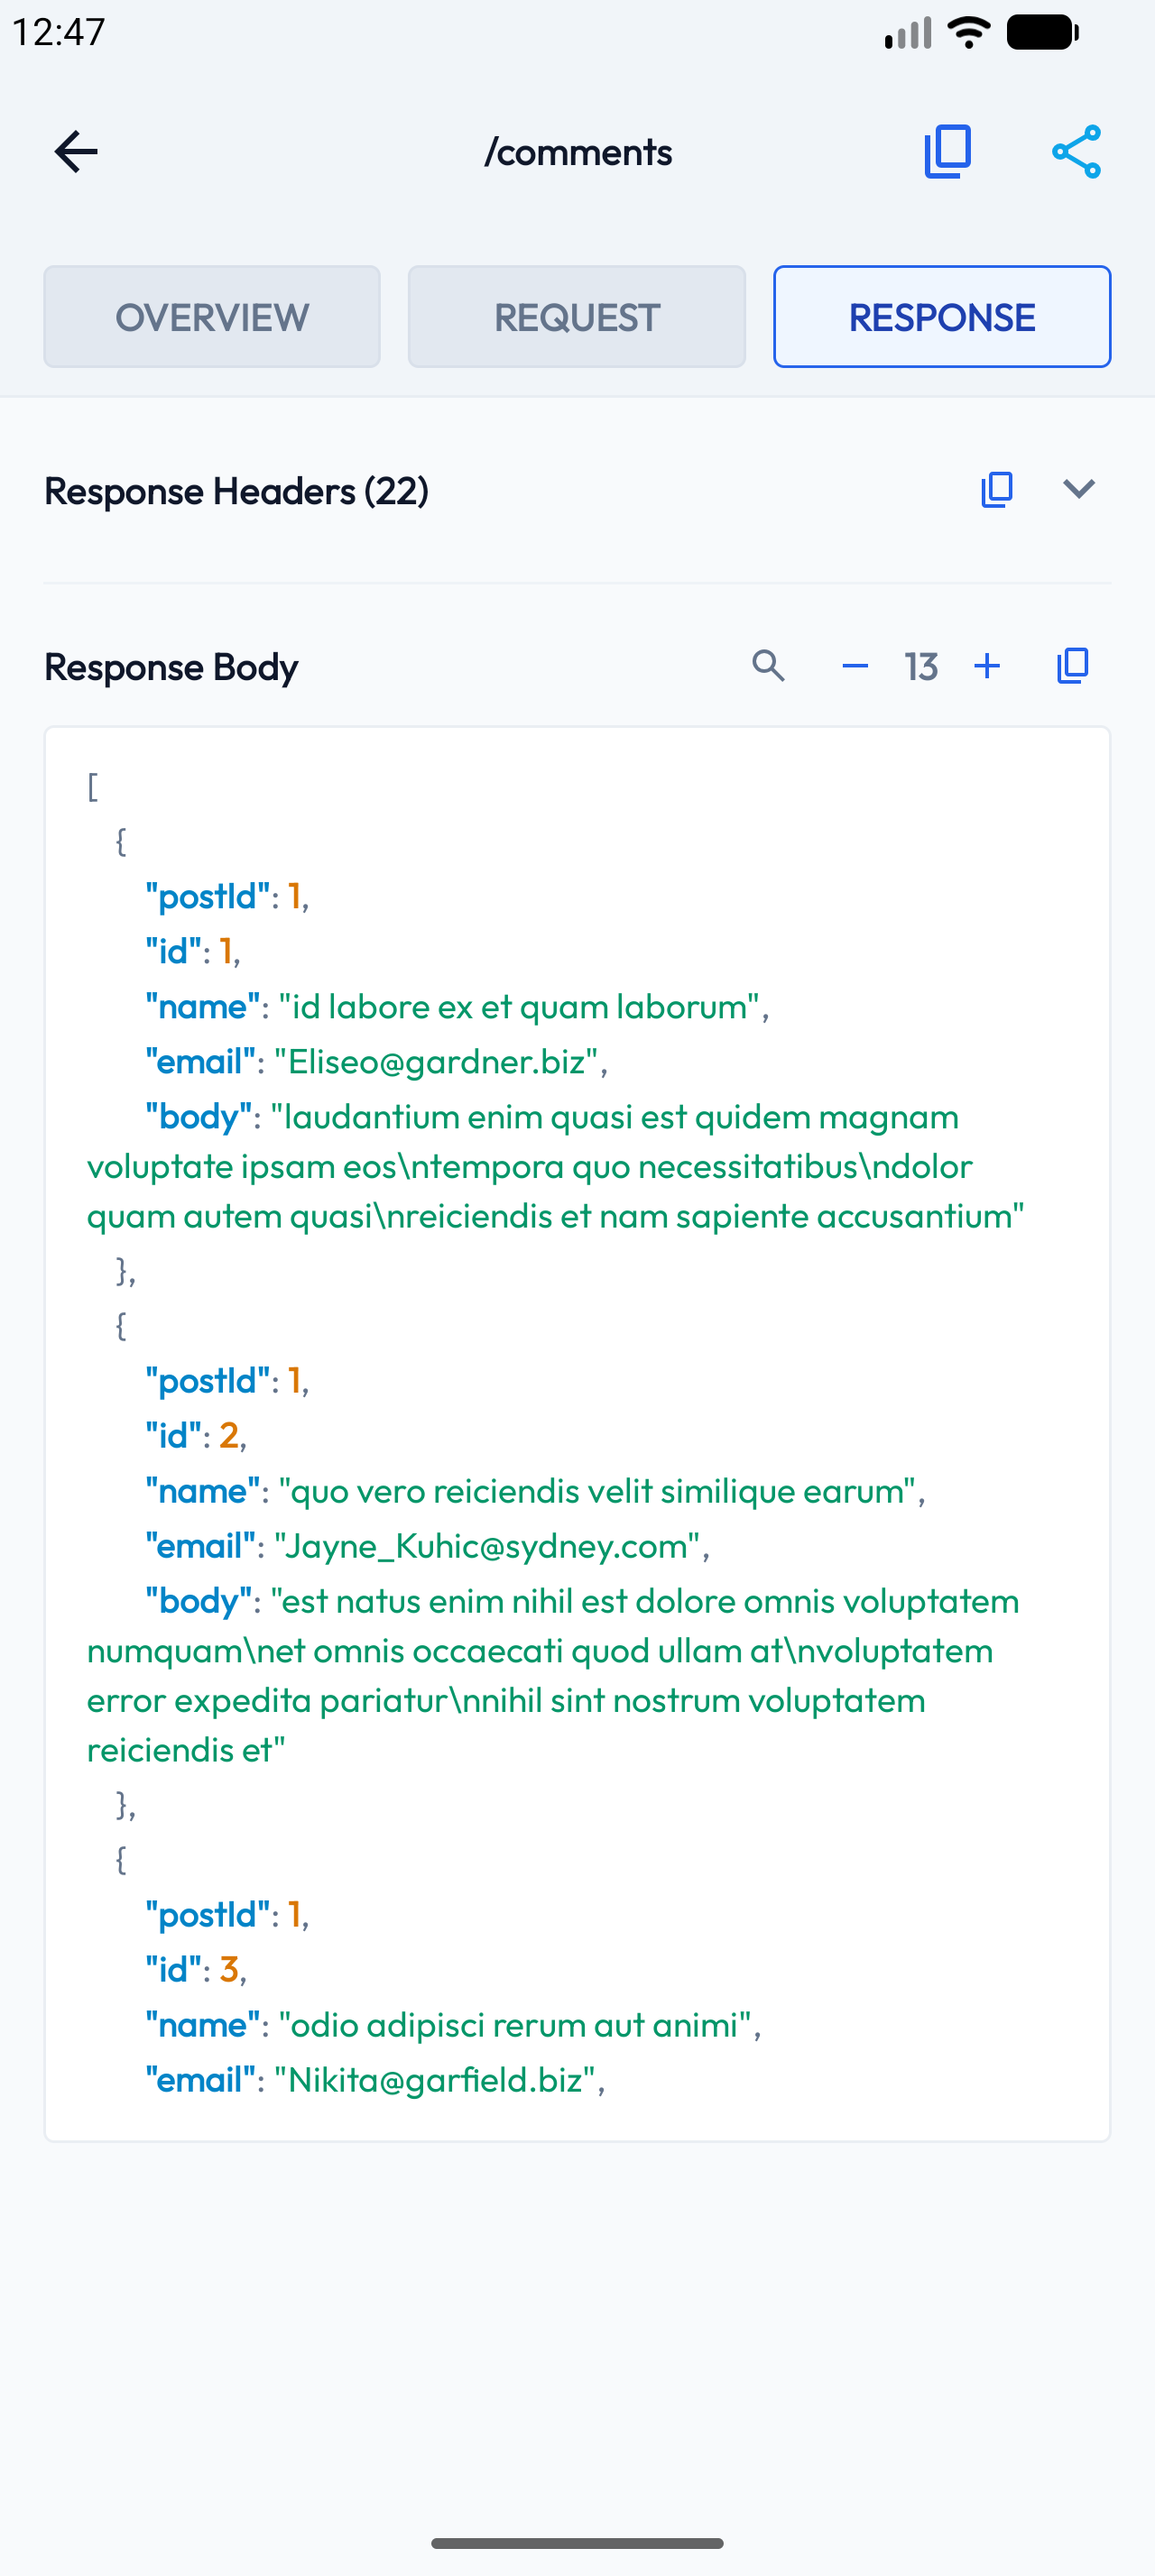 12:47
/comments
OVERVIEW
REQUEST
RESPONSE
Response Headers (22)
Response Body
13
[
{
"postId": 1,
"id": 1,
"name": "id labore ex et quam laborum",
"email": "Eliseo@gardner.biz",
"body": "laudantium enim quasi est quidem magnam
voluptate ipsam eos\ntempora quo necessitatibus\ndolor
quam autem quasi\nreiciendis et nam sapiente accusantium"
},
{
"postId": 1,
"id": 2,
"name": "quo vero reiciendis velit similique earum",
"email": "Jayne_Kuhic@sydney.com",
"body": "est natus enim nihil est dolore omnis voluptatem
numquam\net omnis occaecati quod ullam at\nvoluptatem
error expedita pariatur\nnihil sint nostrum voluptatem
reiciendis et"
},
{
"postId": 1,
"id": 3,
"name": "odio adipisci rerum aut animi",
"email": "Nikita@garfield.biz",